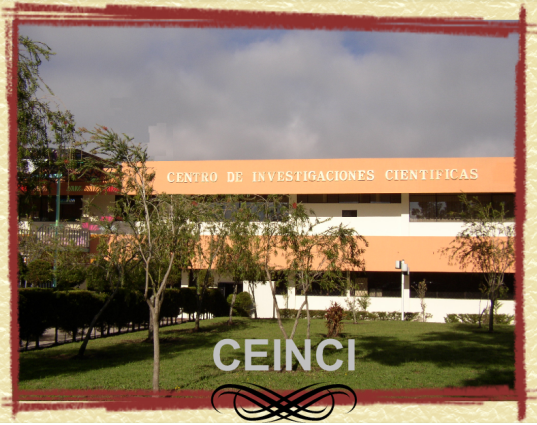 CENTRO DE INVESTIGACIONES CIENTIFICAS
CEINCI